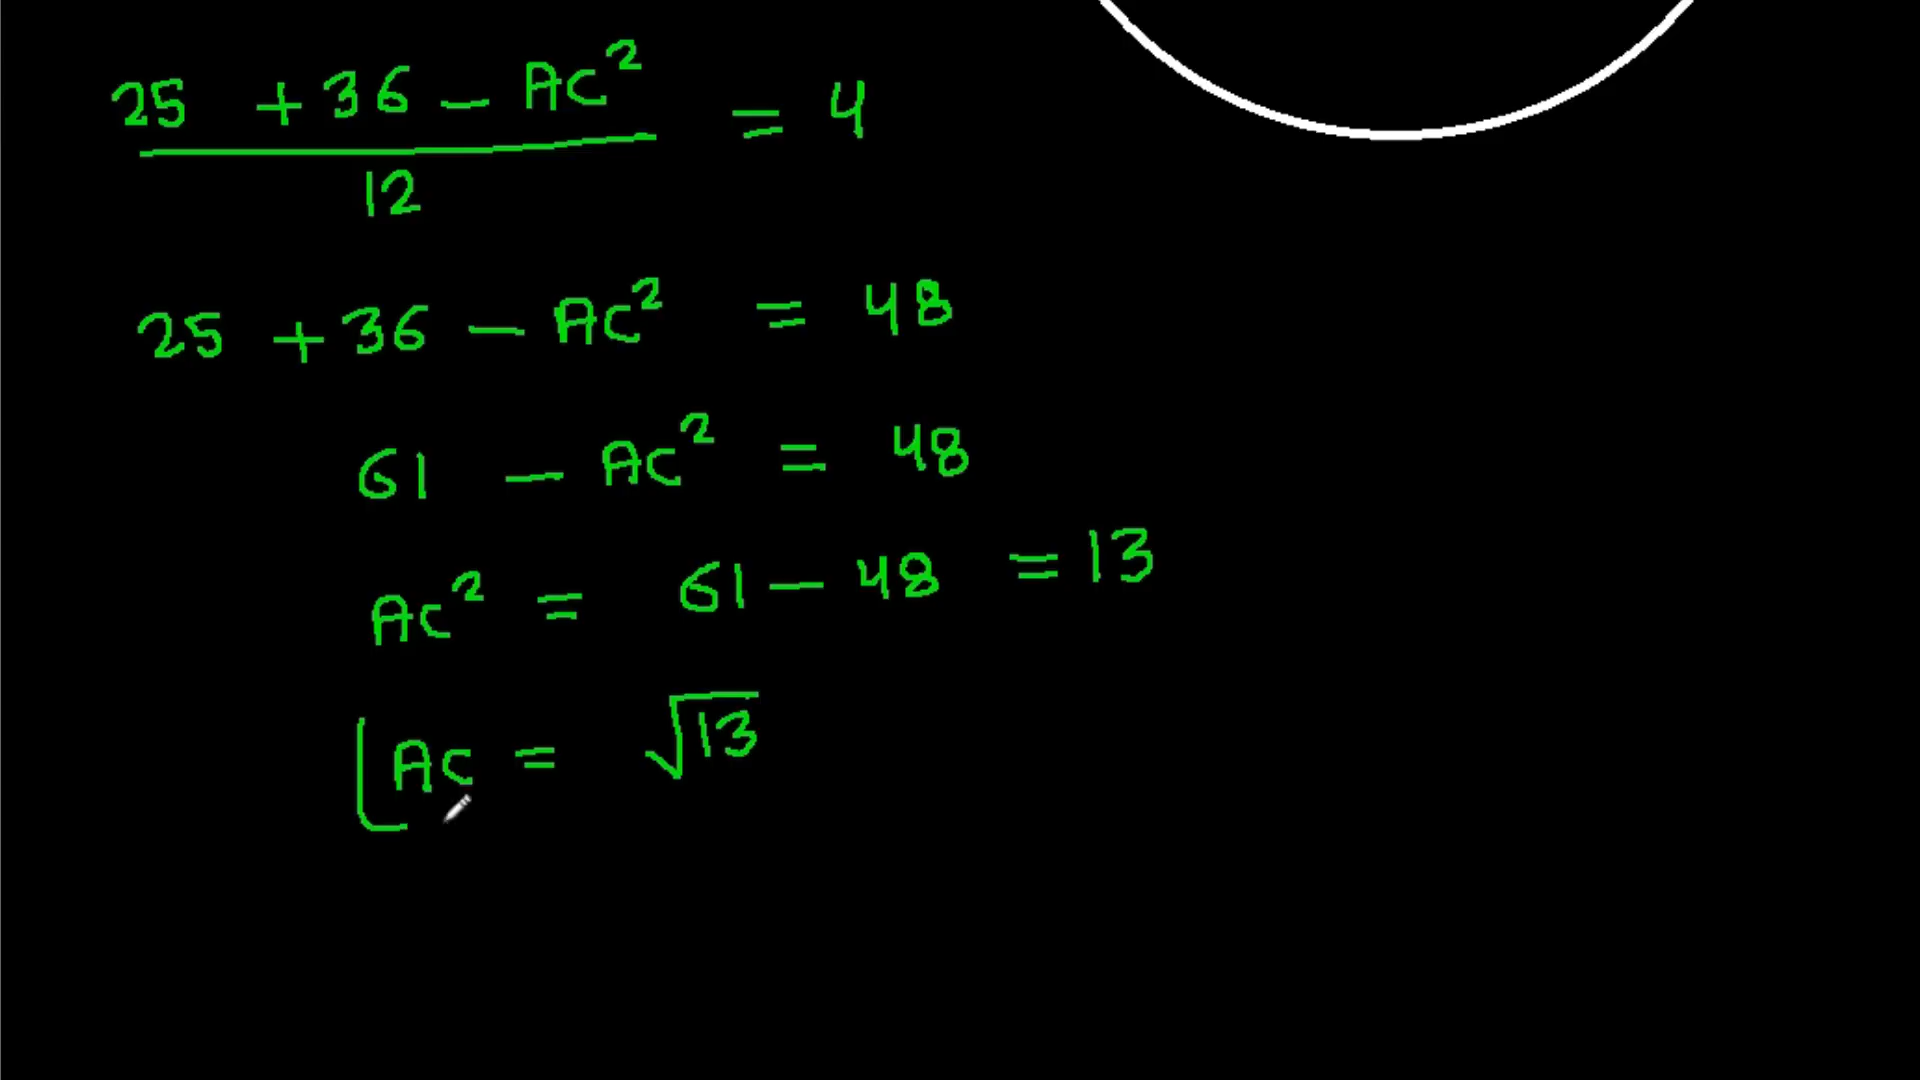 25 + 36 - AC² = 4
12
25 + 36 - AC² = 48
61 - AC² = 48
AC² = 61 - 48 = 13
AC = √13